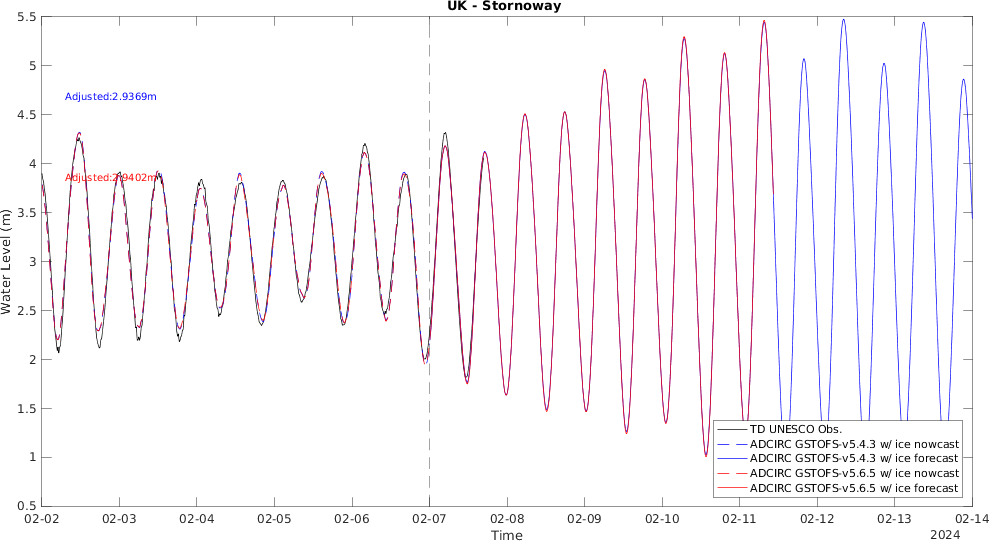 UK - Stornoway
Adjusted:2.9369m
Adjusted:2.9402m
Water Level (m)
5.5
5
4.5
4
3.5
3
2.5
2
1.5
1
0.5
TD UNESCO Obs.
ADCIRC GSTOFS-v5.4.3 w/ ice nowcast
ADCIRC GSTOFS-v5.4.3 w/ ice forecast
ADCIRC GSTOFS-v5.6.5 w/ ice nowcast
ADCIRC GSTOFS-v5.6.5 w/ ice forecast
02-02 02-03 02-04 02-05 02-06 02-07 02-08 02-09 02-10 02-11 02-12 02-13 02-14
Time
2024